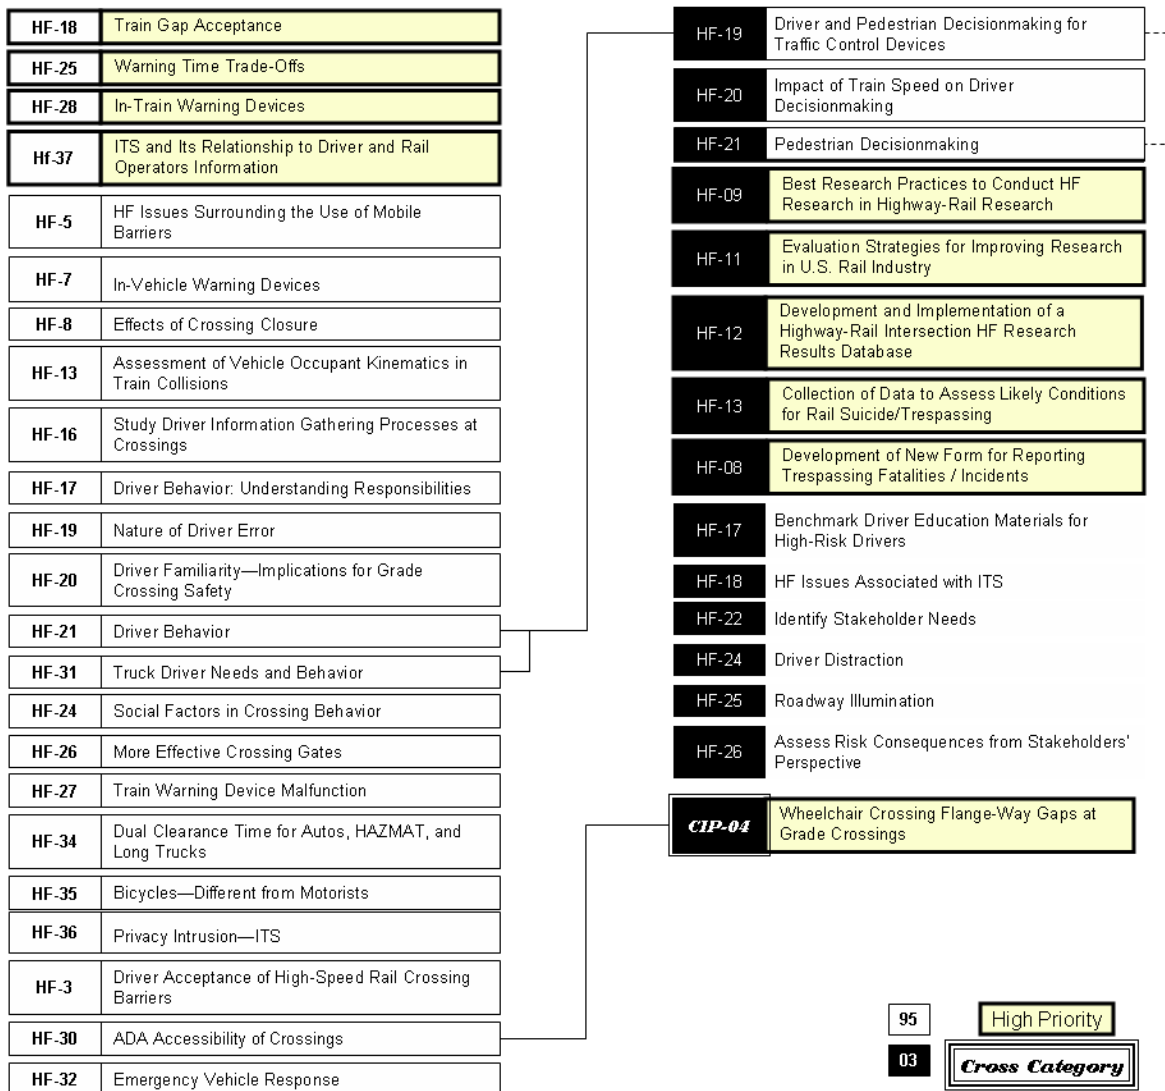 HF-18 Train Gap Acceptance
HF-25 Warning Time Trade-Offs
HF-28 In-Train Warning Devices
Hf-37 ITS and Its Relationship to Driver and Rail
Operators Information
HF-5 HF Issues Surrounding the Use of Mobile
Barriers
HF-7 In-Vehicle Warning Devices
HF-8 Effects of Crossing Closure
HF-13 Assessment of Vehicle Occupant Kinematics in
Train Collisions
HF-16 Study Driver Information Gathering Processes at
Crossings
HF-17 Driver Behavior: Understanding Responsibilities
HF-19 Nature of Driver Error
HF-20 Driver Familiarity—Implications for Grade
Crossing Safety
HF-21 Driver Behavior
HF-31 Truck Driver Needs and Behavior
HF-24 Social Factors in Crossing Behavior
HF-26 More Effective Crossing Gates
HF-27 Train Warning Device Malfunction
HF-34 Dual Clearance Time for Autos, HAZMAT, and
Long Trucks
HF-35 Bicycles—Different from Motorists
HF-36 Privacy Intrusion—ITS
HF-3 Driver Acceptance of High-Speed Rail Crossing
Barriers
HF-30 ADA Accessibility of Crossings
HF-32 Emergency Vehicle Response
HF-19 Driver and Pedestrian Decisionmaking for
Traffic Control Devices
HF-20 Impact of Train Speed on Driver
Decisionmaking
HF-21 Pedestrian Decisionmaking
HF-09 Best Research Practices to Conduct HF
Research in Highway-Rail Research
HF-11 Evaluation Strategies for Improving Research
in U.S. Rail Industry
HF-12 Development and Implementation of a
Highway-Rail Intersection HF Research
Results Database
HF-13 Collection of Data to Assess Likely Conditions
for Rail Suicide/Trespassing
HF-08 Development of New Form for Reporting
Trespassing Fatalities / Incidents
HF-17 Benchmark Driver Education Materials for
High-Risk Drivers
HF-18 HF Issues Associated with ITS
HF-22 Identify Stakeholder Needs
HF-24 Driver Distraction
HF-25 Roadway Illumination
HF-26 Assess Risk Consequences from Stakeholders'
Perspective
CIP-04 Wheelchair Crossing Flange-Way Gaps at
Grade Crossings
95 High Priority
03 Cross Category